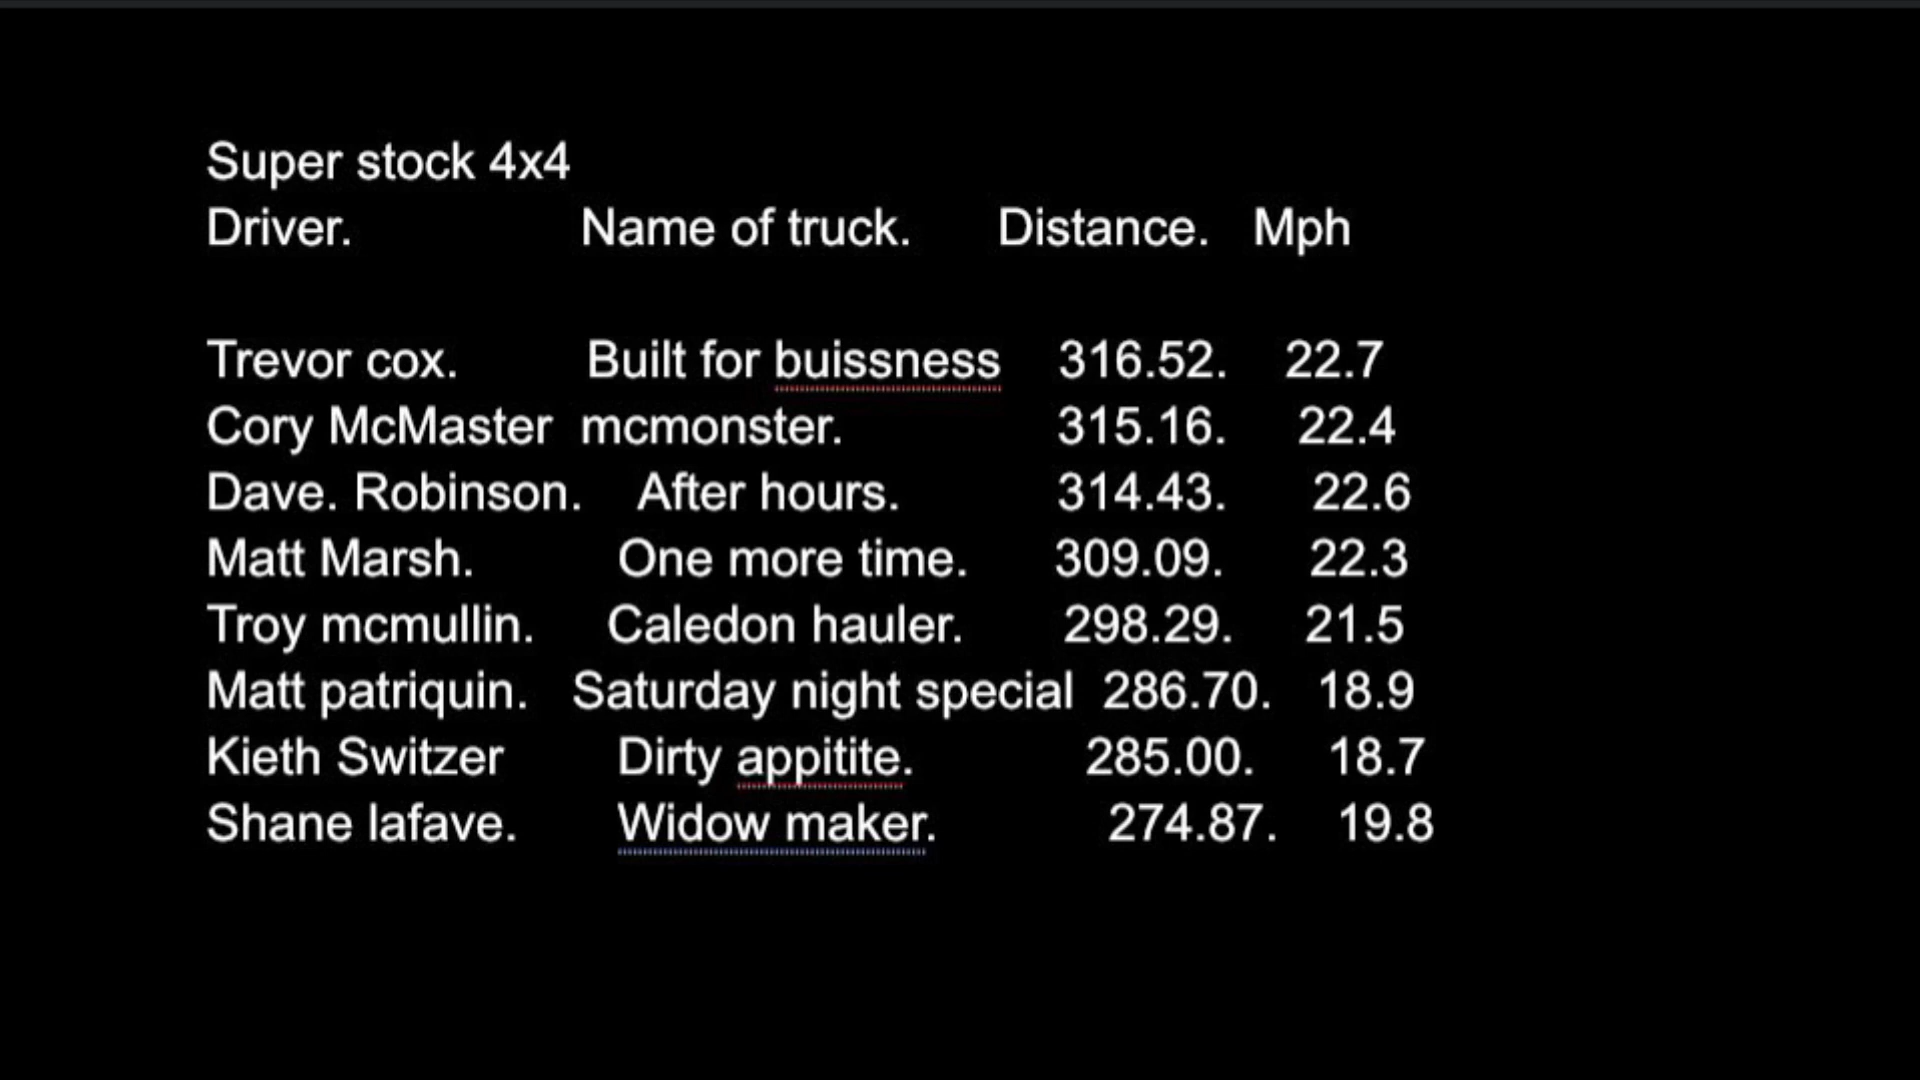 Super stock 4x4
Driver. Name of truck. Distance. Mph
Trevor cox. Built for buissness 316.52. 22.7
Cory McMaster mcmonster. 315.16. 22.4
Dave. Robinson. After hours. 314.43. 22.6
Matt Marsh. One more time. 309.09. 22.3
Troy mcmullin. Caledon hauler. 298.29. 21.5
Matt patriquin. Saturday night special 286.70. 18.9
Kieth Switzer Dirty appitite. 285.00. 18.7
Shane lafave. Widow maker. 274.87. 19.8